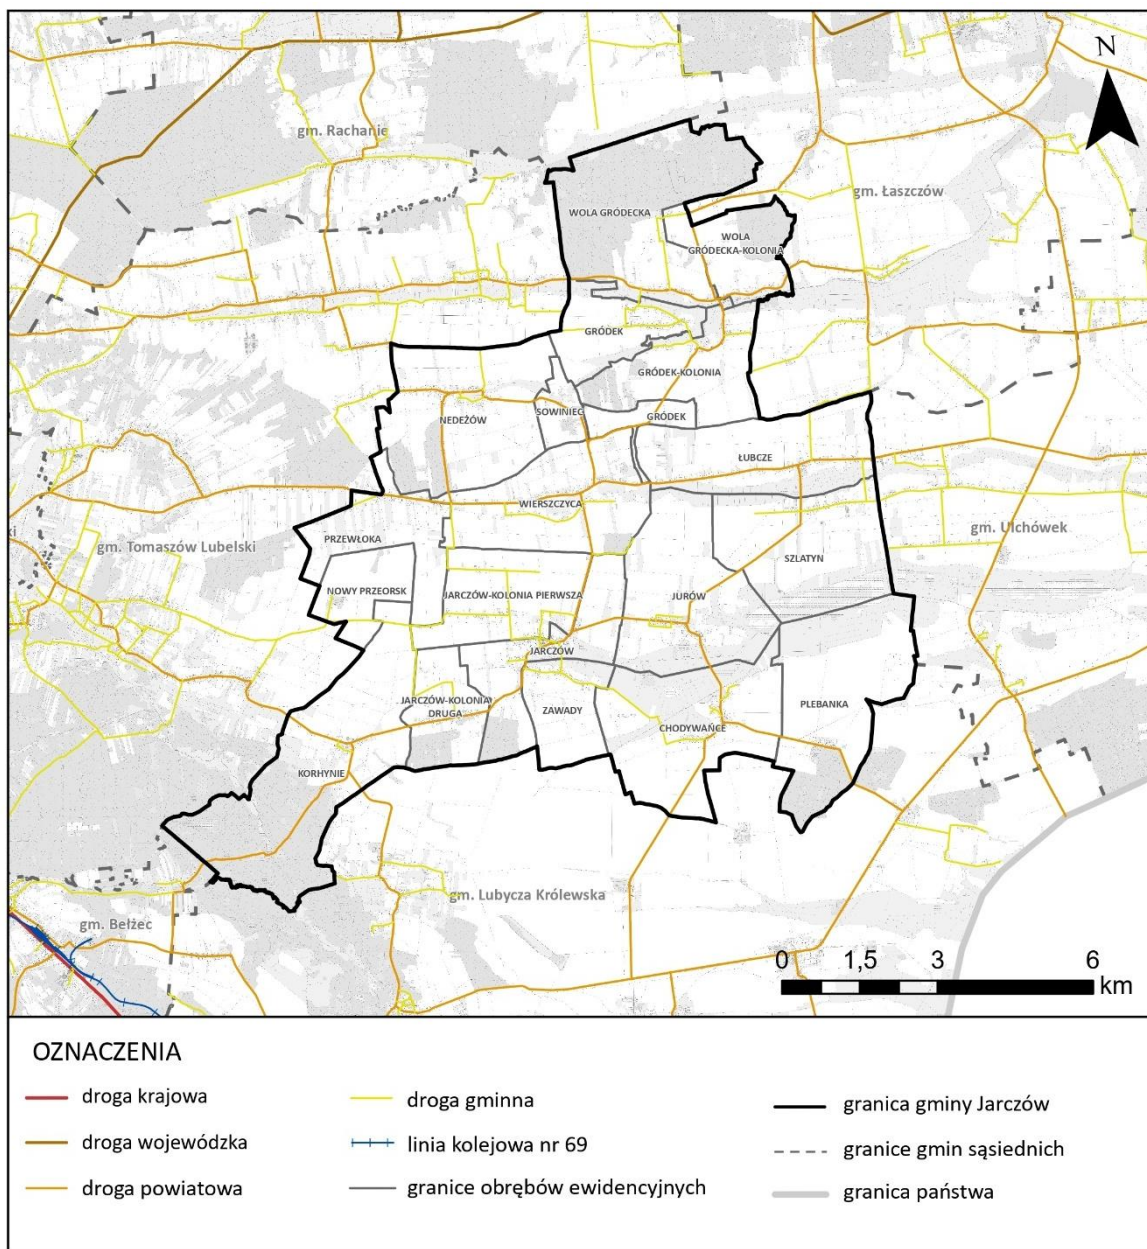 N
gm. Rachanie
gm. Łaszczów
WOLA GRÓDECKA
WOLA
GRÓDECKA-KOLONIA
GRÓDEK
GRÓDEK-KOLONIA
NEDEŻÓW
SOWINIEC
GRÓDEK
ŁUBCZE
WIERSZCZYCA
gm. Ulchówek
ki
gm. Tomaszów Lubelski
PRZEWŁOKA
SZLATYN
NOWY PRZEORSK
JARCZÓW-KOLONIA PIERWSZA
JURÓW
JARCZÓW
JARCZÓW-KOLONIA
DRUGA
ZAWADY
PLEBANKA
CHODYWAŃCE
KORHYNIE
gm. Lubycza Królewska
gm. Bełżec
0 1,5 3 6
km
OZNACZENIA
droga krajowa
droga wojewódzka
droga powiatowa
droga gminna
linia kolejowa nr 69
granice obrębów ewidencyjnych
granica gminy Jarczów
granice gmin sąsiednich
granica państwa